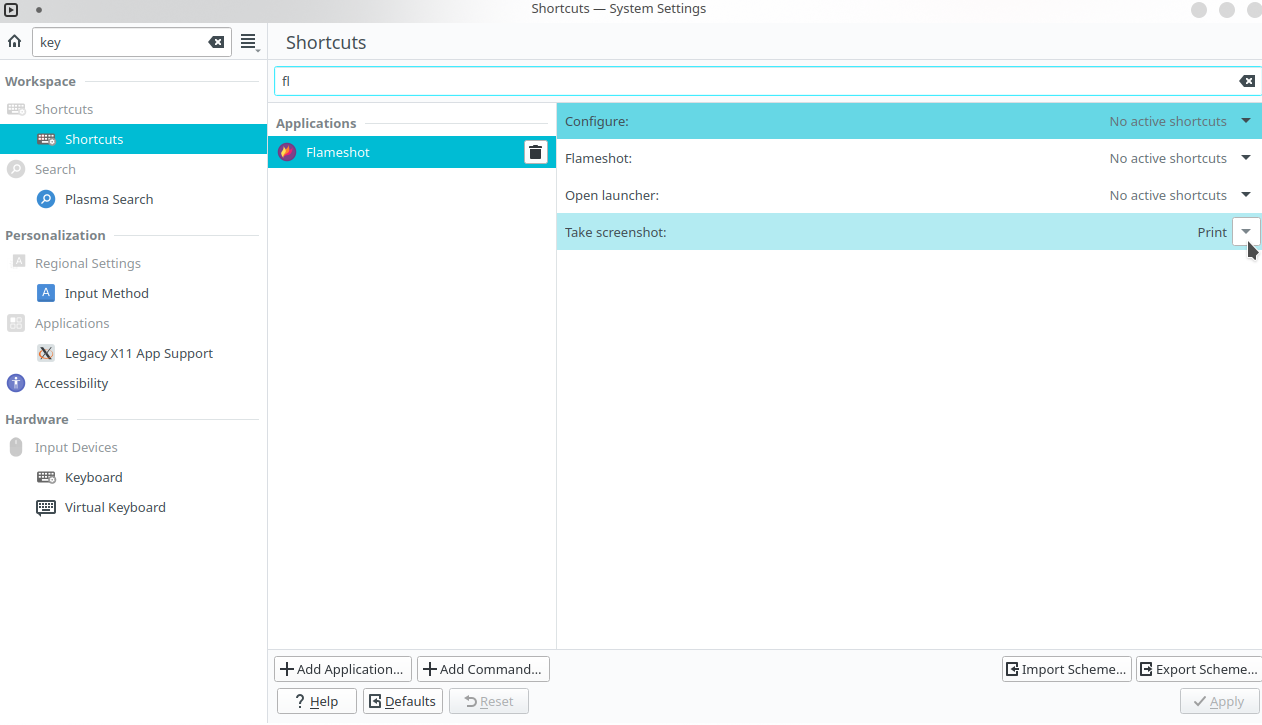 Shortcuts — System Settings
key
Shortcuts
fl
Workspace
Shortcuts
Shortcuts
Search
Plasma Search
Personalization
Regional Settings
Input Method
Applications
Legacy X11 App Support
Accessibility
Hardware
Input Devices
Keyboard
Virtual Keyboard
Applications
Flameshot
Configure: No active shortcuts
Flameshot: No active shortcuts
Open launcher: No active shortcuts
Take screenshot: Print
Add Application... Add Command... Import Scheme... Export Scheme...
Help Defaults Reset Apply